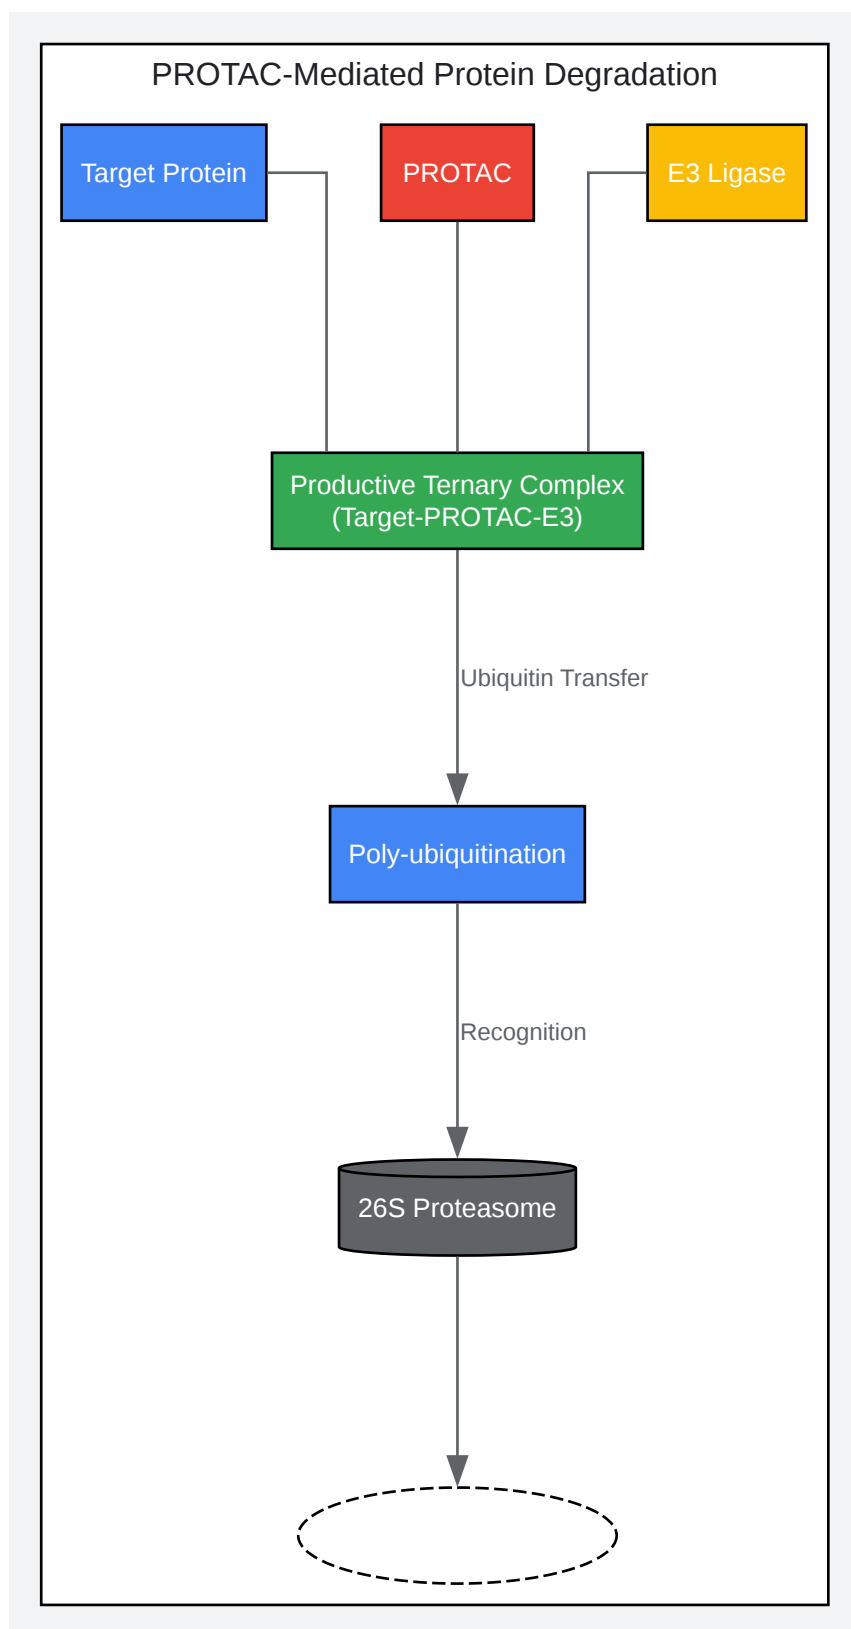 PROTAC-Mediated Protein Degradation
Target Protein
PROTAC
E3 Ligase
Productive Ternary Complex
(Target-PROTAC-E3)
Ubiquitin Transfer
Poly-ubiquitination
Recognition
26S Proteasome